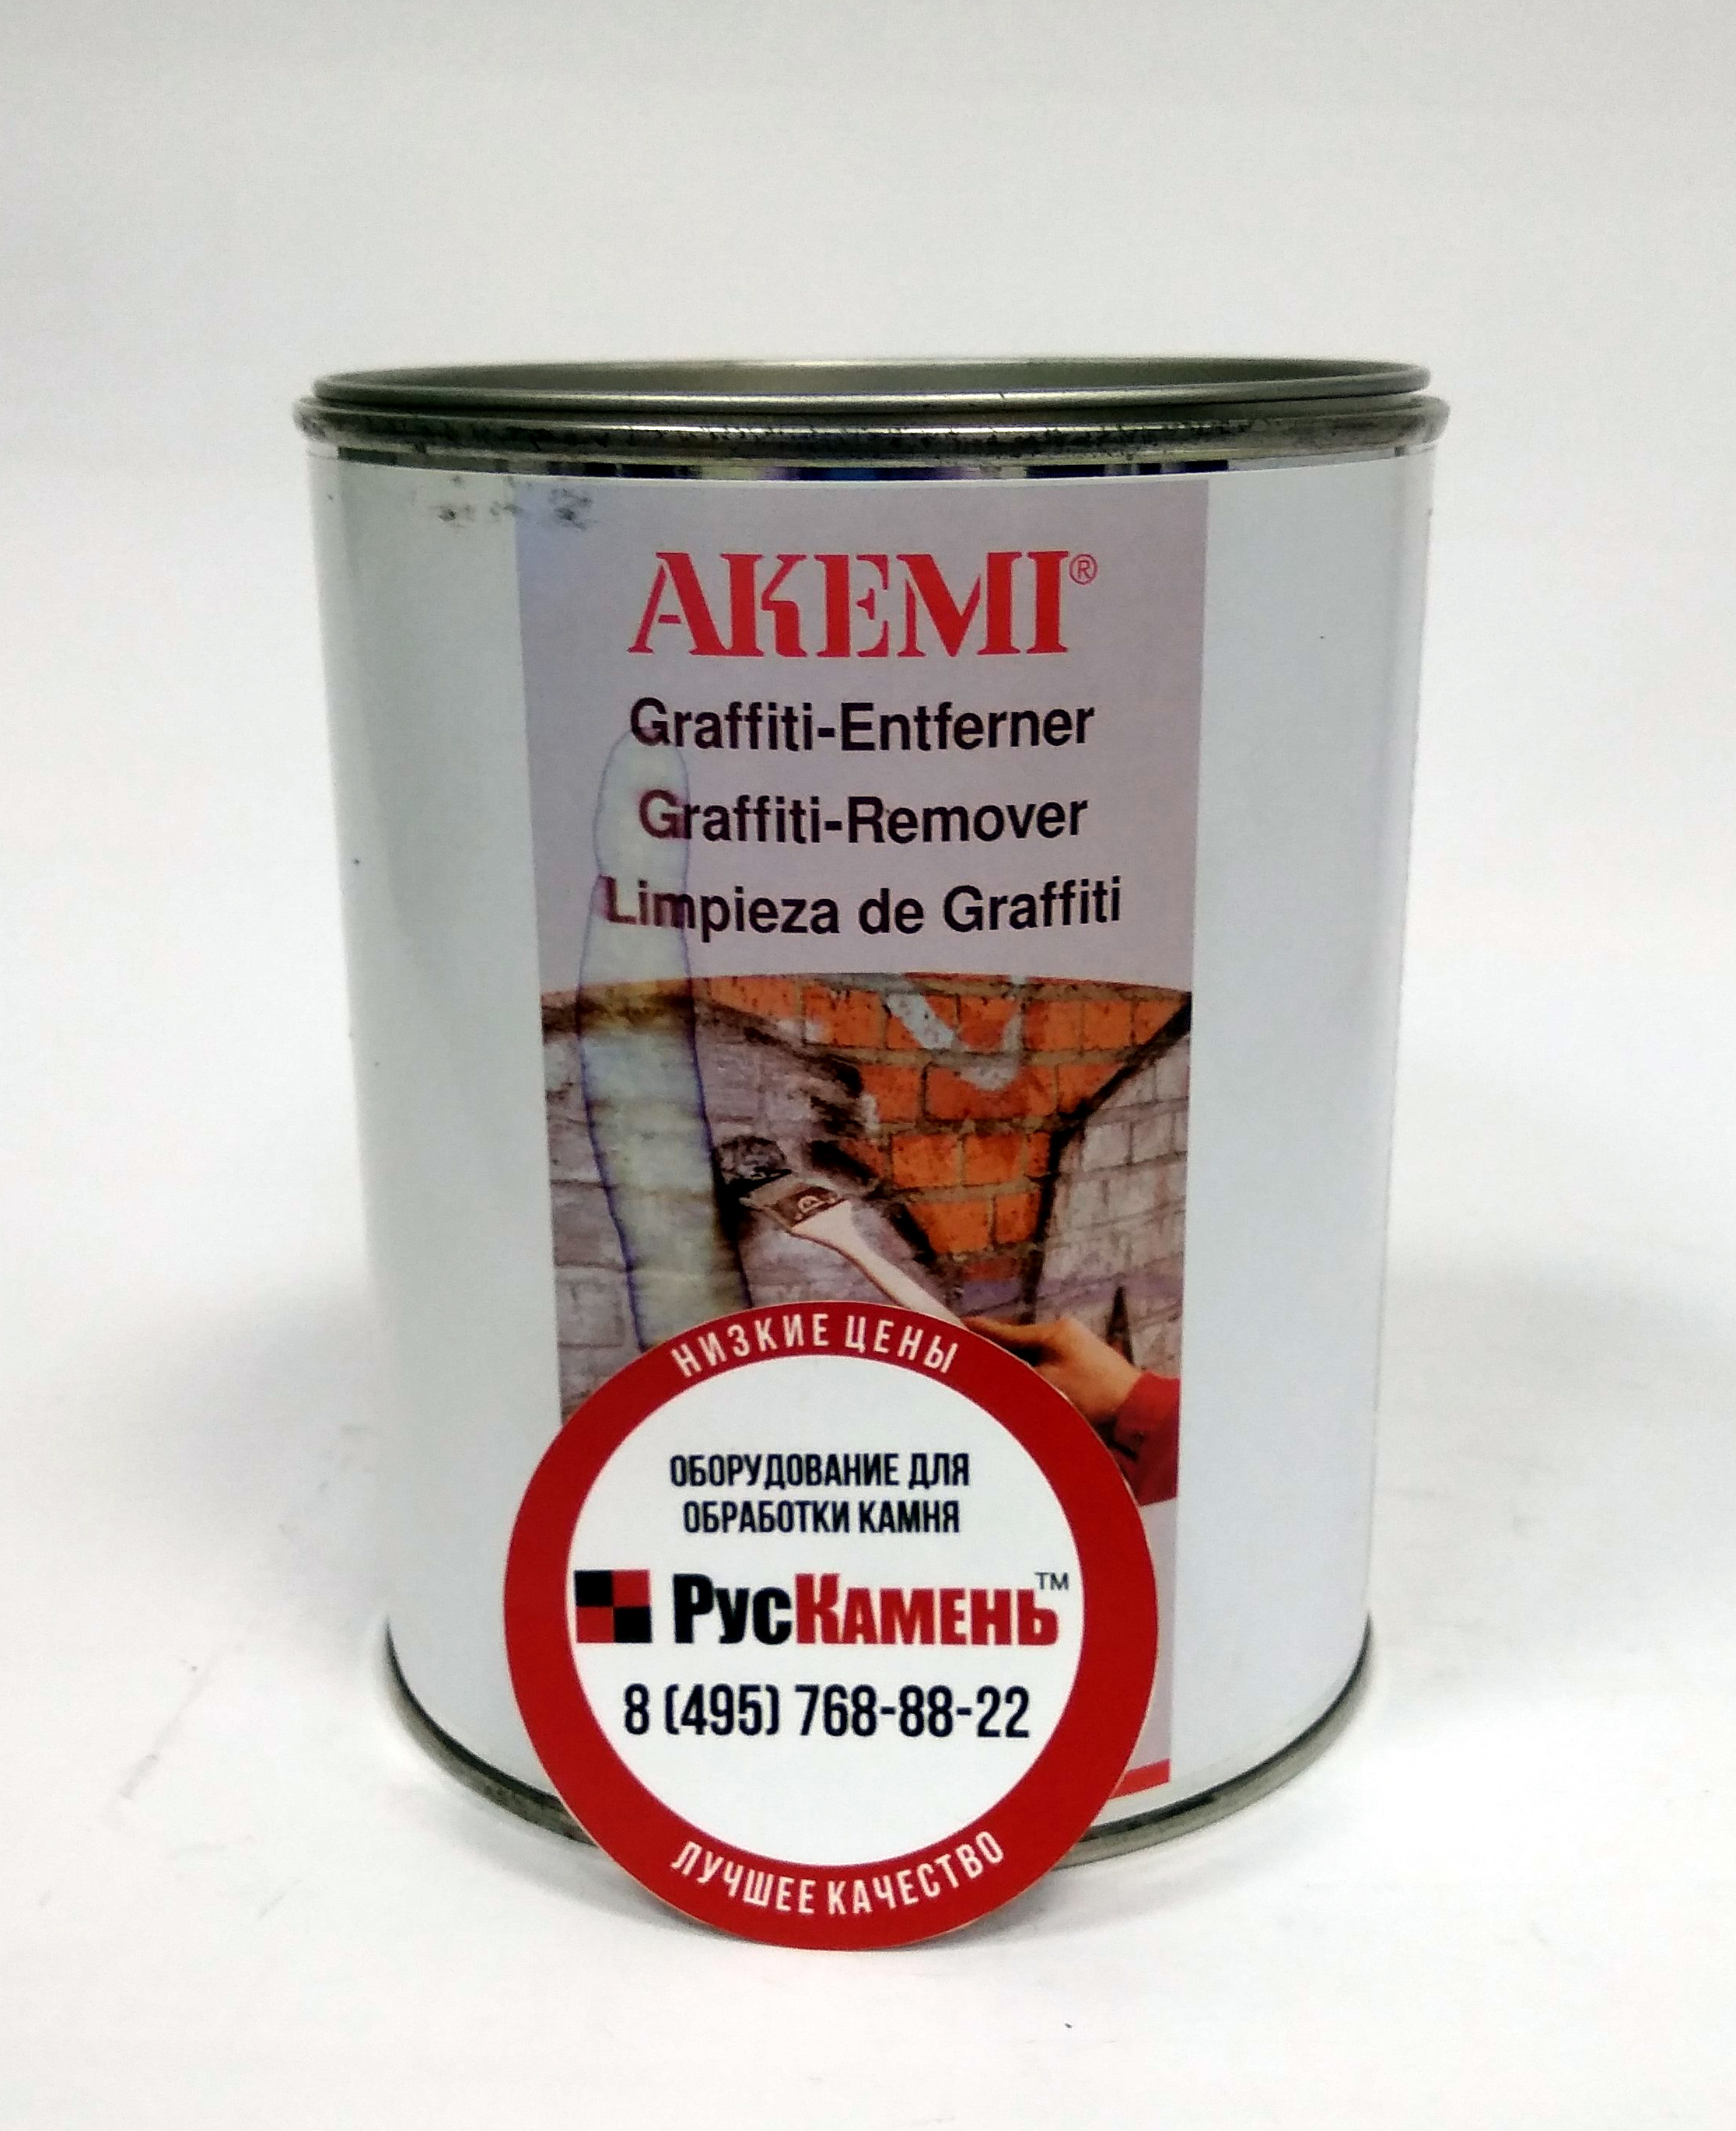 AKEMI®
Graffiti-Entferner
Graffiti-Remover
Limpieza de Graffiti
НИЗКИЕ ЦЕНЫ
ОБОРУДОВАНИЕ ДЛЯ
ОБРАБОТКИ КАМНЯ
РусКамень™
8 (495) 768-88-22
ЛУЧШЕЕ КАЧЕСТВО